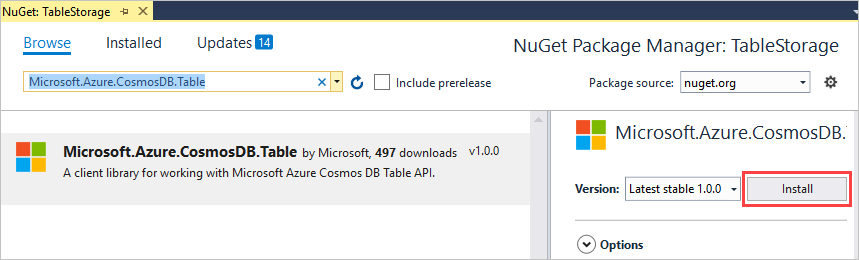 NuGet: TableStorage
Browse Installed Updates 14
NuGet Package Manager: TableStorage
Microsoft.Azure.CosmosDB.Table
Include prerelease
Package source: nuget.org
Microsoft.Azure.CosmosDB.Table by Microsoft, 497 downloads v1.0.0
A client library for working with Microsoft Azure Cosmos DB Table API.
Microsoft.Azure.CosmosDB.
Version: Latest stable 1.0.0 Install
Options